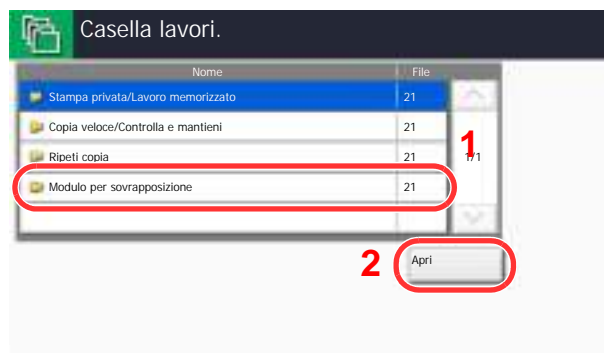 Casella lavori.
Nome File
Stampa privata/Lavoro memorizzato 21
Copia veloce/Controlla e mantieni 21
1
Ripeti copia 21 1/1
Modulo per sovrapposizione 21
2 Apri